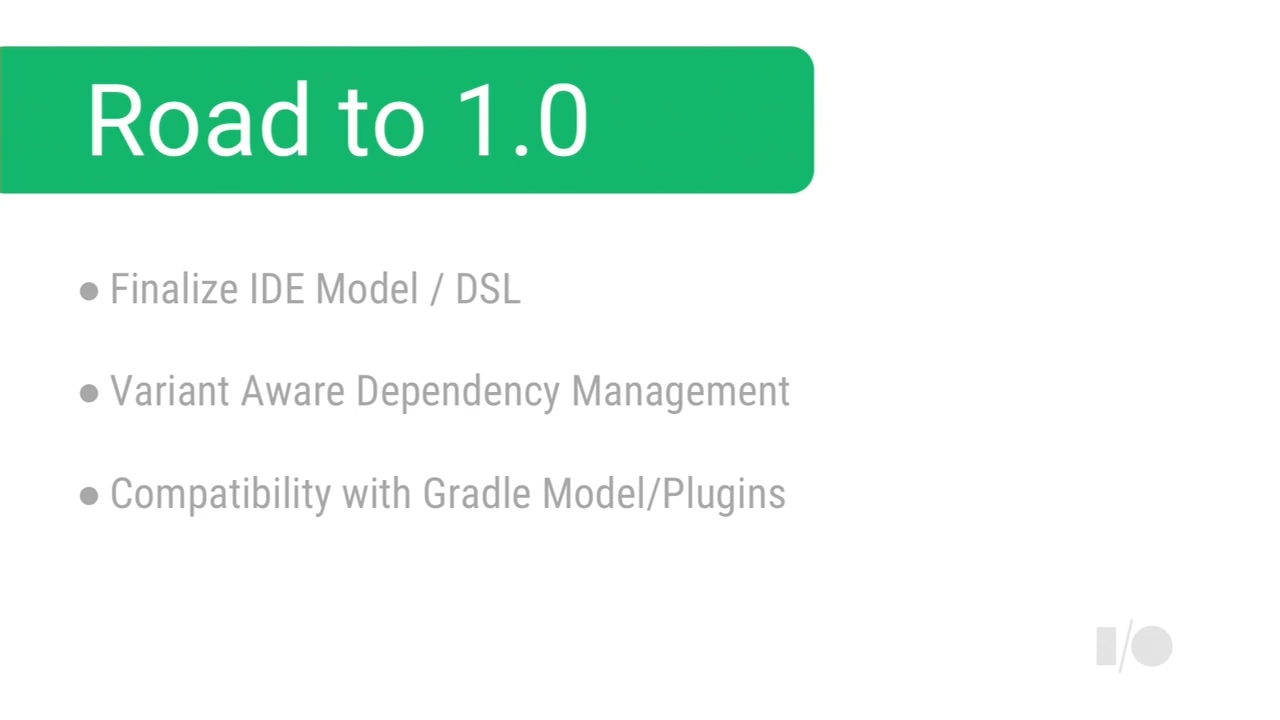 Road to 1.0
● Finalize IDE Model / DSL
● Variant Aware Dependency Management
● Compatibility with Gradle Model/Plugins
I/O